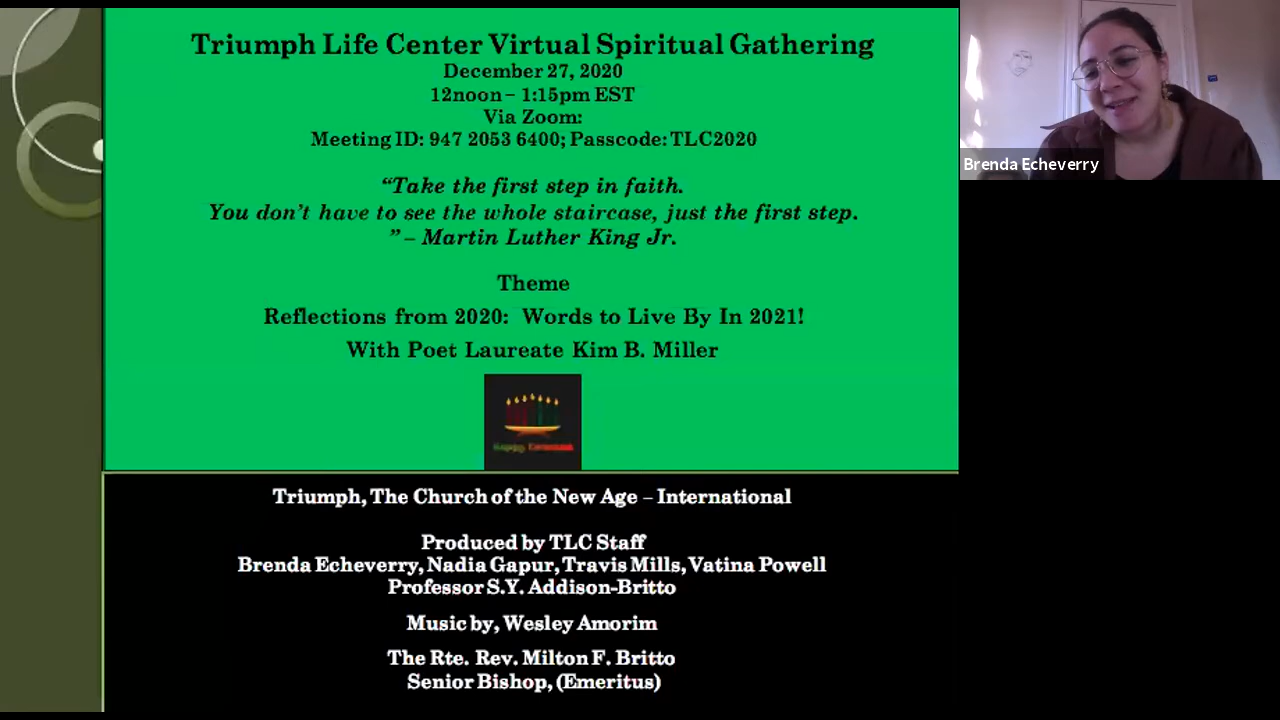 Triumph Life Center Virtual Spiritual Gathering
December 27, 2020
12noon – 1:15pm EST
Via Zoom:
Meeting ID: 947 2053 6400; Passcode: TLC2020
“Take the first step in faith.
You don’t have to see the whole staircase, just the first step.
” – Martin Luther King Jr.
Theme
Reflections from 2020: Words to Live By In 2021!
With Poet Laureate Kim B. Miller
Happy Kwanzaa
Triumph, The Church of the New Age – International
Produced by TLC Staff
Brenda Echeverry, Nadia Gapur, Travis Mills, Vatina Powell
Professor S.Y. Addison-Britto
Music by, Wesley Amorim
The Rte. Rev. Milton F. Britto
Senior Bishop, (Emeritus)
Brenda Echeverry